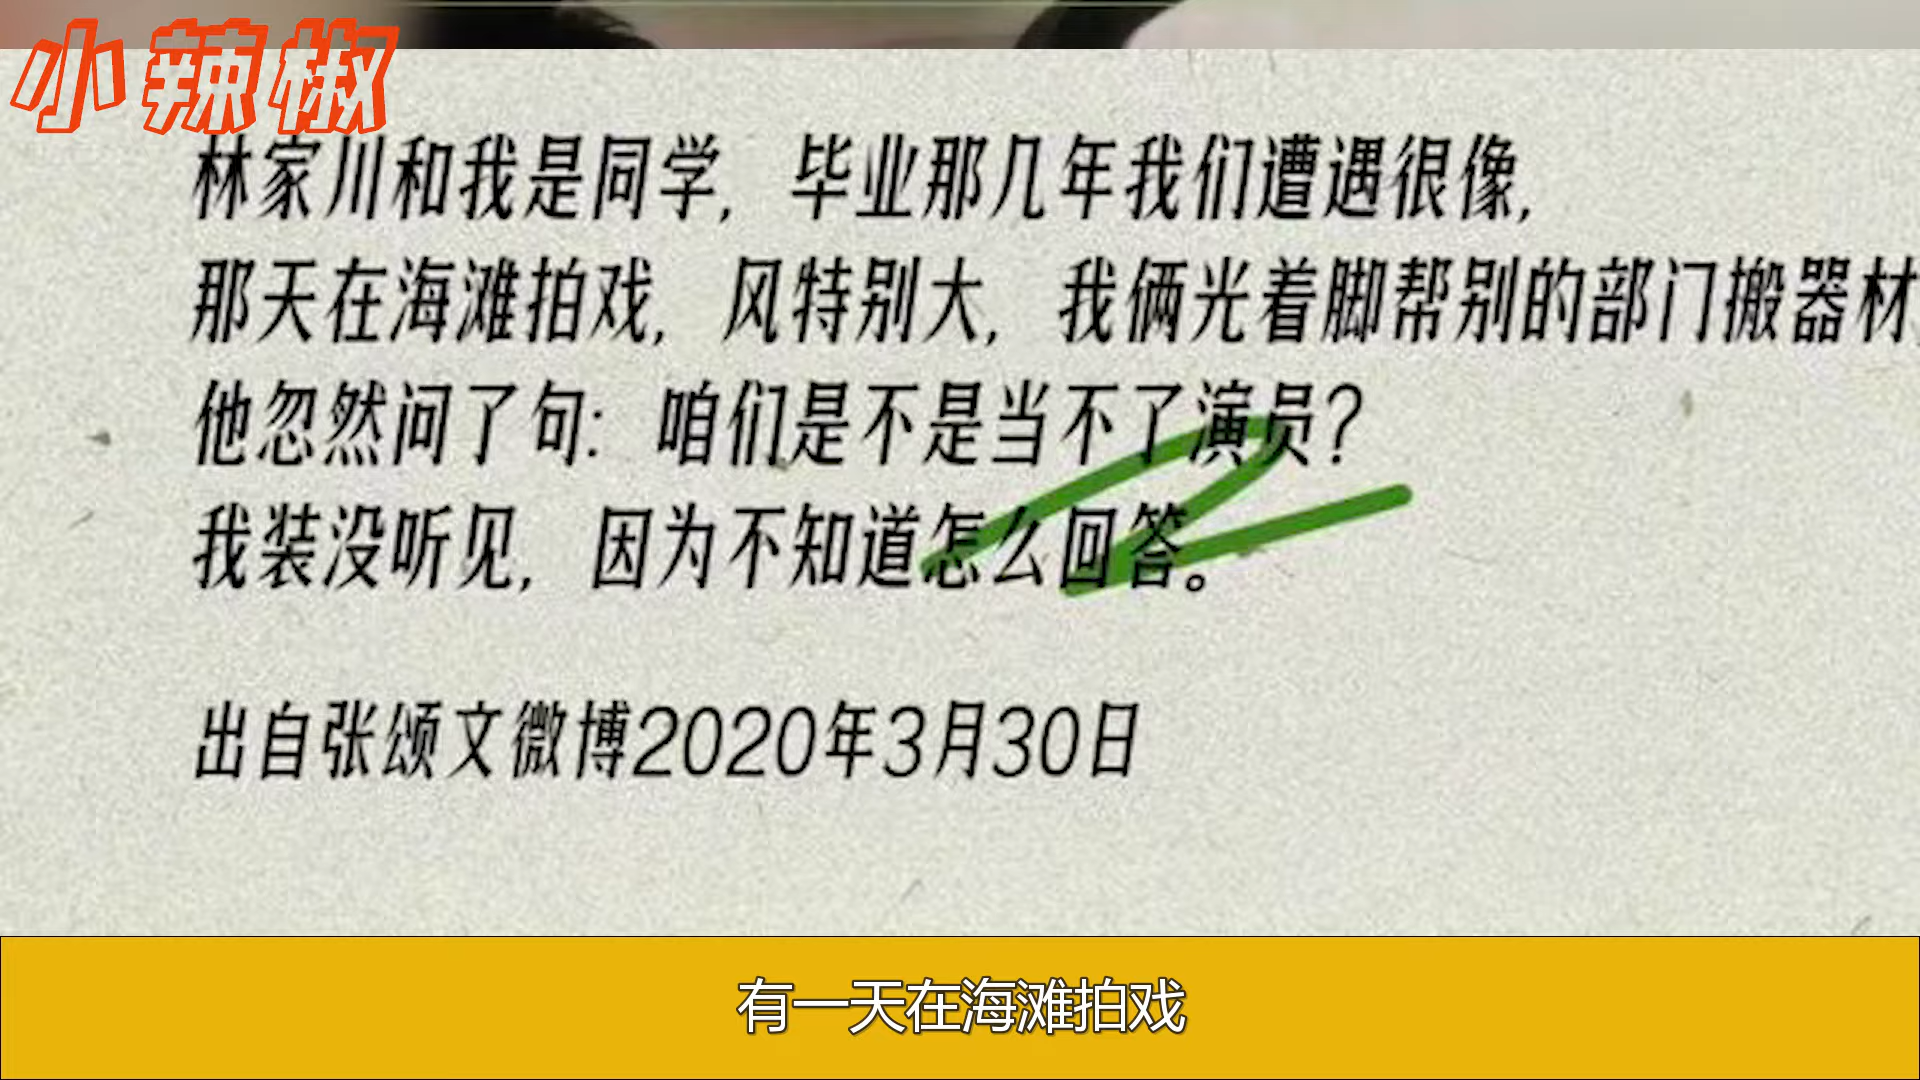 小辣椒
林家川和我是同学，毕业那几年我们遭遇很像，
那天在海滩拍戏，风特别大，我俩光着脚帮别的部门搬器材，
他忽然问了句：咱们是不是当不了演员？
我装没听见，因为不知道怎么回答。
出自张颂文微博2020年3月30日
有一天在海滩拍戏